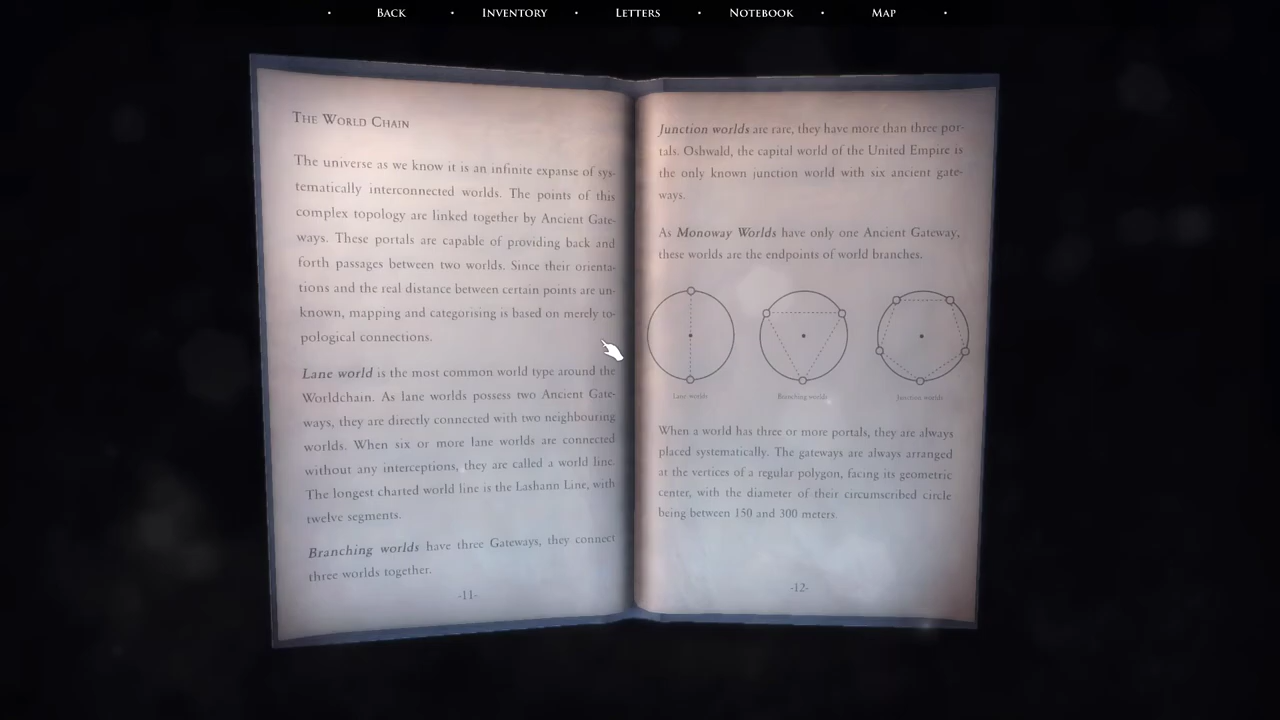 BACK
INVENTORY
LETTERS
NOTEBOOK
MAP
THE WORLD CHAIN
The universe as we know it is an infinite expanse of sys-
tematically interconnected worlds. The points of this
complex topology are linked together by Ancient Gate-
ways. These portals are capable of providing back and
forth passages between two worlds. Since their orienta-
tions and the real distance between certain points are un-
known, mapping and categorising is based on merely to-
pological connections.
Lane world is the most common world type around the
Worldchain. As lane worlds possess two Ancient Gate-
ways, they are directly connected with two neighbouring
worlds. When six or more lane worlds are connected
without any interceptions, they are called a world line.
The longest charted world line is the Lashann Line, with
twelve segments.
Branching worlds have three Gateways, they connect
three worlds together.
-11-
Junction worlds are rare, they have more than three por-
tals. Oshwald, the capital world of the United Empire is
the only known junction world with six ancient gate-
ways.
As Monoway Worlds have only one Ancient Gateway,
these worlds are the endpoints of world branches.
Lane worlds
Branching worlds
Junction worlds
When a world has three or more portals, they are always
placed systematically. The gateways are always arranged
at the vertices of a regular polygon, facing its geometric
center, with the diameter of their circumscribed circle
being between 150 and 300 meters.
-12-